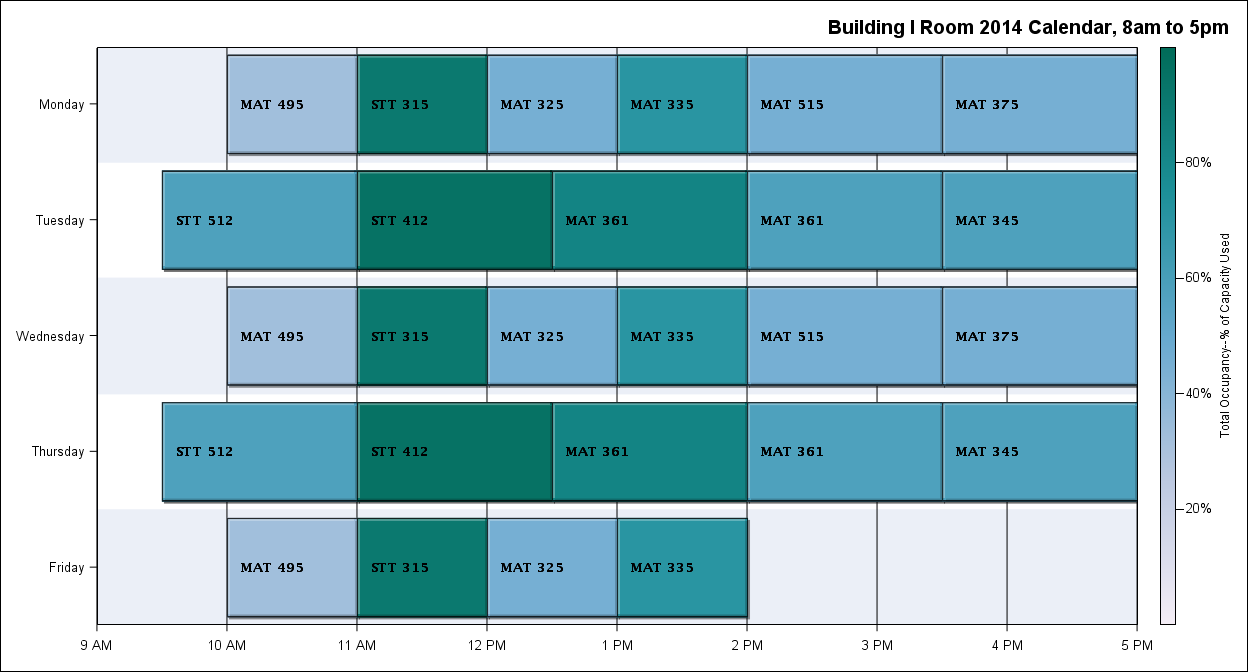 Building I Room 2014 Calendar, 8am to 5pm
Monday
MAT 495
STT 315
MAT 325
MAT 335
MAT 515
MAT 375
Tuesday
STT 512
STT 412
MAT 361
MAT 361
MAT 345
Wednesday
MAT 495
STT 315
MAT 325
MAT 335
MAT 515
MAT 375
Thursday
STT 512
STT 412
MAT 361
MAT 361
MAT 345
Friday
MAT 495
STT 315
MAT 325
MAT 335
9 AM
10 AM
11 AM
12 PM
1 PM
2 PM
3 PM
4 PM
5 PM
80%
60%
40%
20%
Total Occupancy--% of Capacity Used